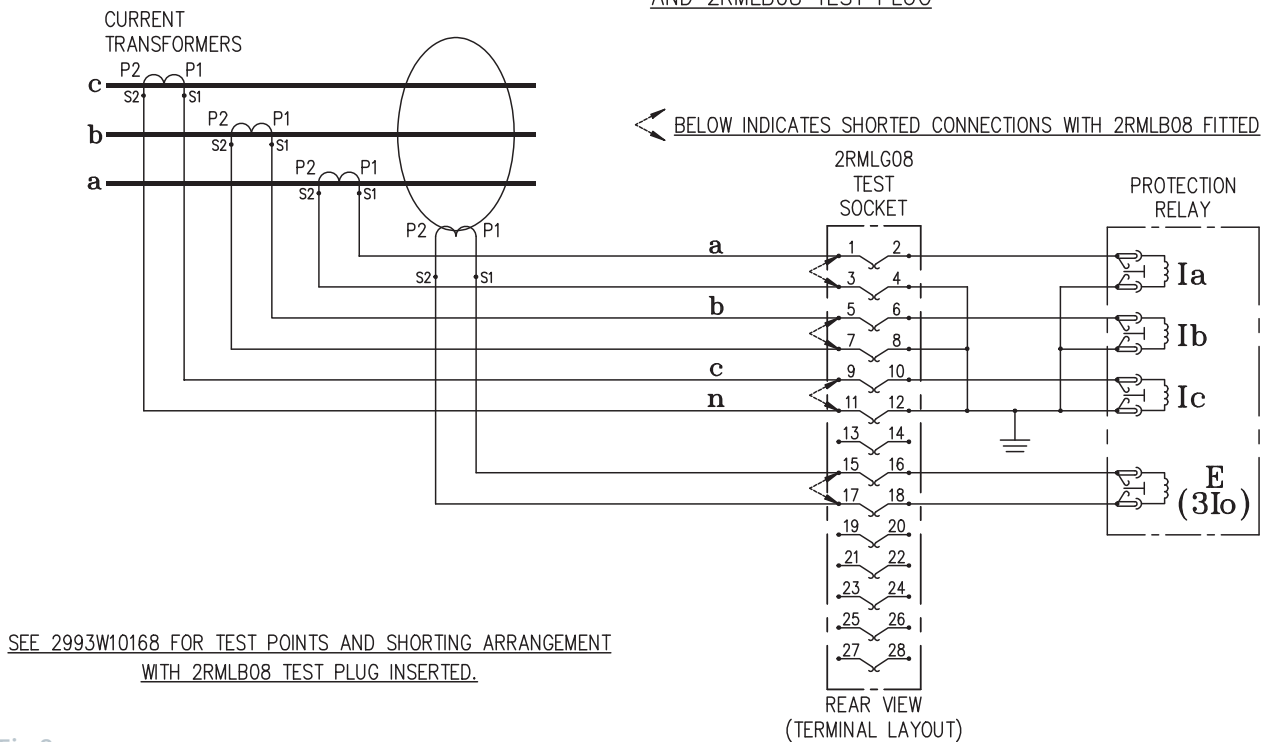 AND 2RMLB08 TEST PLUG
CURRENT
TRANSFORMERS
P2 P1
c
S2 S1
P2 P1
b
S2 S1
P2 P1
a
S2 S1
P2 P1
S2 S1
BELOW INDICATES SHORTED CONNECTIONS WITH 2RMLB08 FITTED
2RMLG08
TEST
SOCKET
PROTECTION
RELAY
a
1 2
3 4
Ia
b
5 6
7 8
Ib
c
9 10
n
11 12
Ic
13 14
15 16
17 18
E
(3Io)
19 20
21 22
23 24
25 26
27 28
SEE 2993W10168 FOR TEST POINTS AND SHORTING ARRANGEMENT
WITH 2RMLB08 TEST PLUG INSERTED.
REAR VIEW
(TERMINAL LAYOUT)